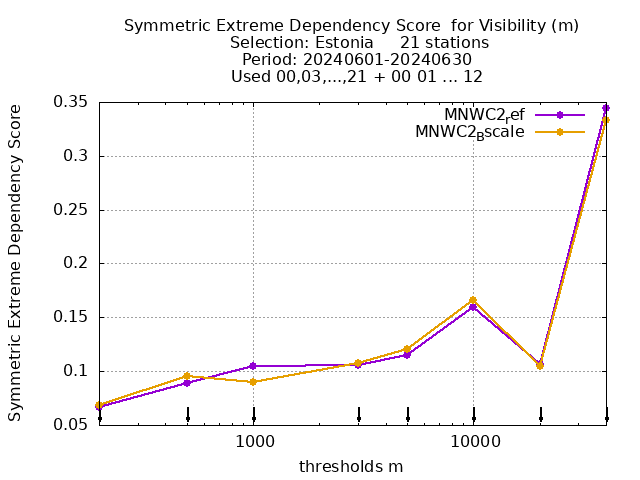 Symmetric Extreme Dependency Score  for Visibility (m)
Selection: Estonia     21 stations
Period: 20240601-20240630
Used 00,03,...,21 + 00 01 ... 12
Symmetric Extreme Dependency Score
0.35
0.3
0.25
0.2
0.15
0.1
0.05
MNWC2ref
MNWC2Bscale
1000
10000
thresholds m